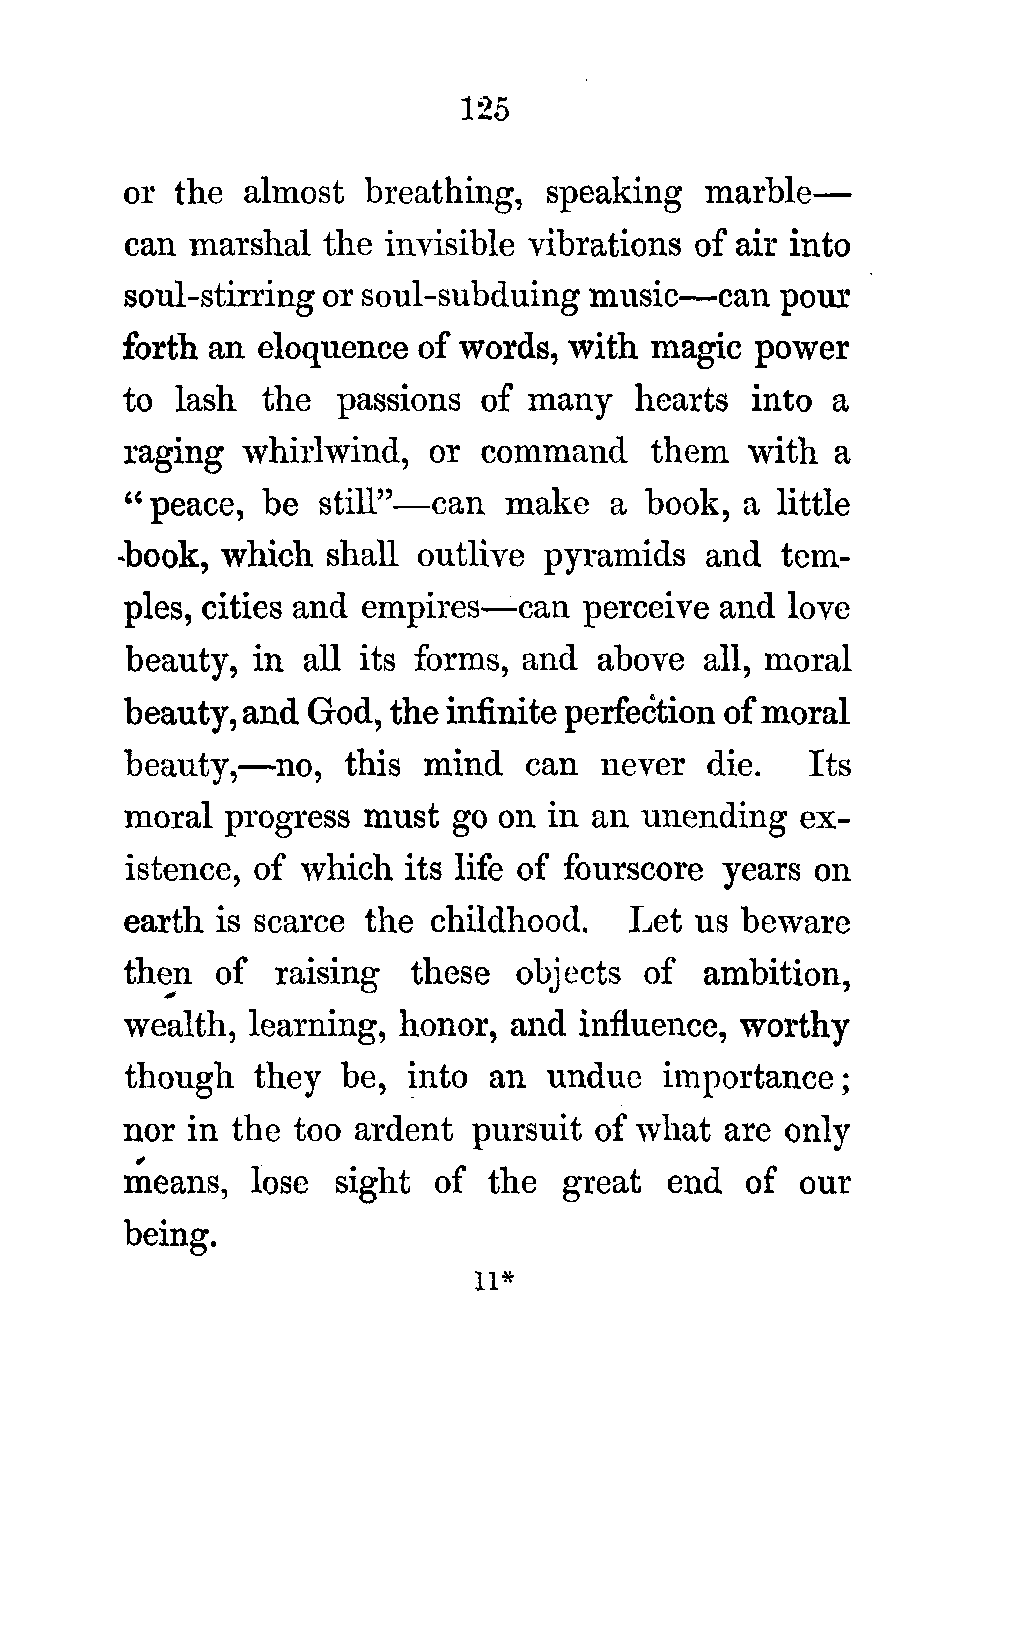 125
or the almost breathing, speaking marble—
can marshal the invisible vibrations of air into
soul-stirring or soul-subduing music—can pour
forth an eloquence of words, with magic power
to lash the passions of many hearts into a
raging whirlwind, or command them with a
“peace, be still”—can make a book, a little
book, which shall outlive pyramids and tem-
ples, cities and empires—can perceive and love
beauty, in all its forms, and above all, moral
beauty, and God, the infinite perfection of moral
beauty,—no, this mind can never die. Its
moral progress must go on in an unending ex-
istence, of which its life of fourscore years on
earth is scarce the childhood. Let us beware
then of raising these objects of ambition,
wealth, learning, honor, and influence, worthy
though they be, into an undue importance;
nor in the too ardent pursuit of what are only
means, lose sight of the great end of our
being.
11*